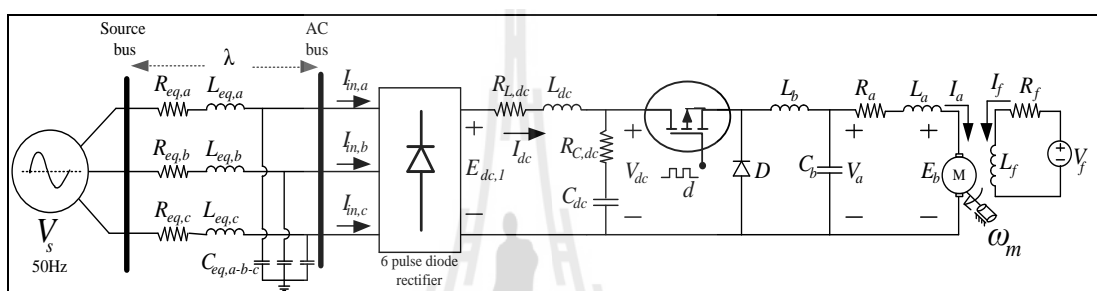 Source bus
λ
AC bus
R_eq,a
L_eq,a
I_in,a
R_eq,b
L_eq,b
I_in,b
R_eq,c
L_eq,c
I_in,c
V_s
50Hz
C_eq,a-b-c
6 pulse diode
rectifier
+
E_dc,1
−
R_L,dc
L_dc
I_dc
R_C,dc
C_dc
+
V_dc
−
d
D
L_b
C_b
+
V_a
−
R_a
L_a
I_a
+
E_b
−
M
ω_m
I_f
R_f
L_f
V_f